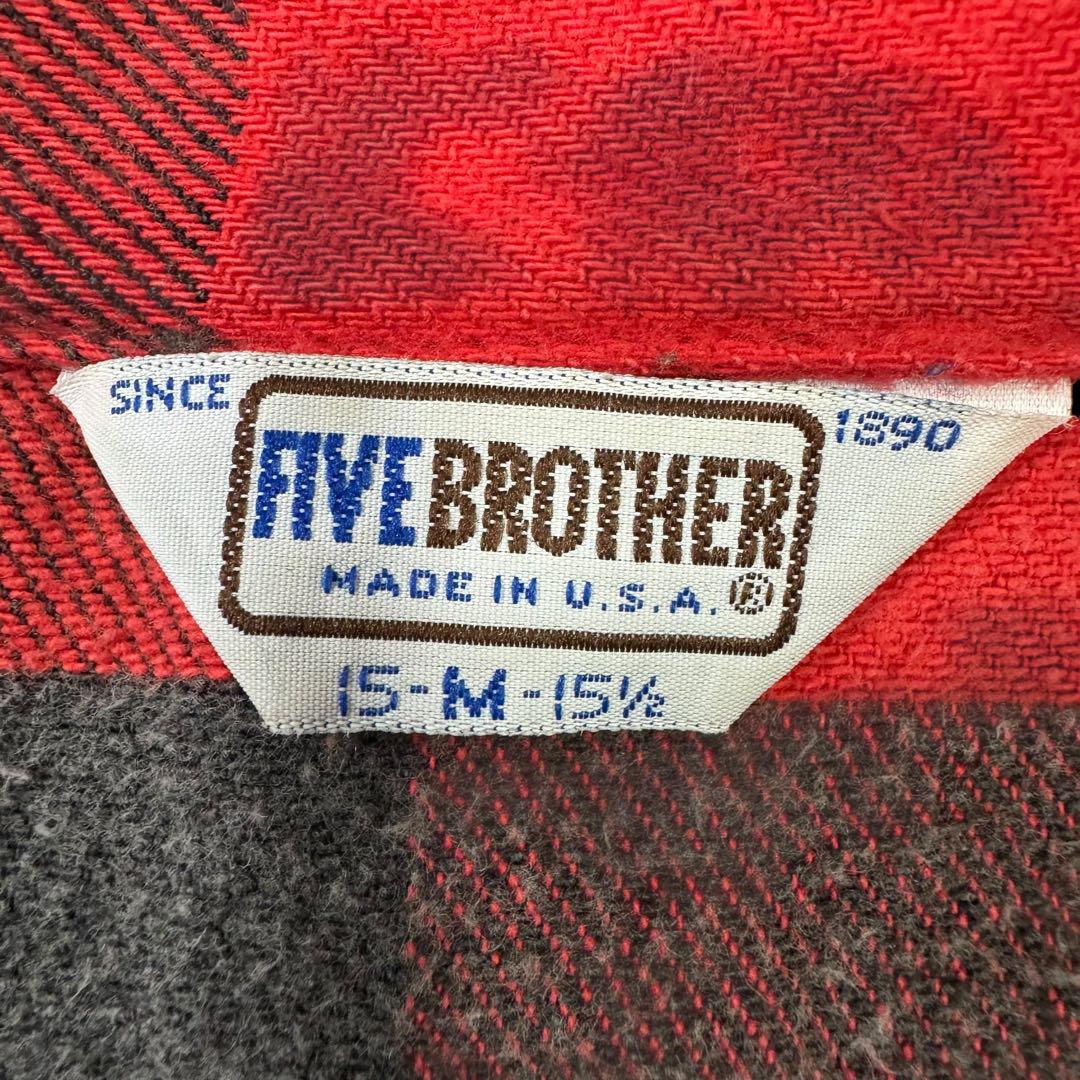 SINCE 1890
FIVE BROTHER
MADE IN U.S.A. ®
15-M-15½